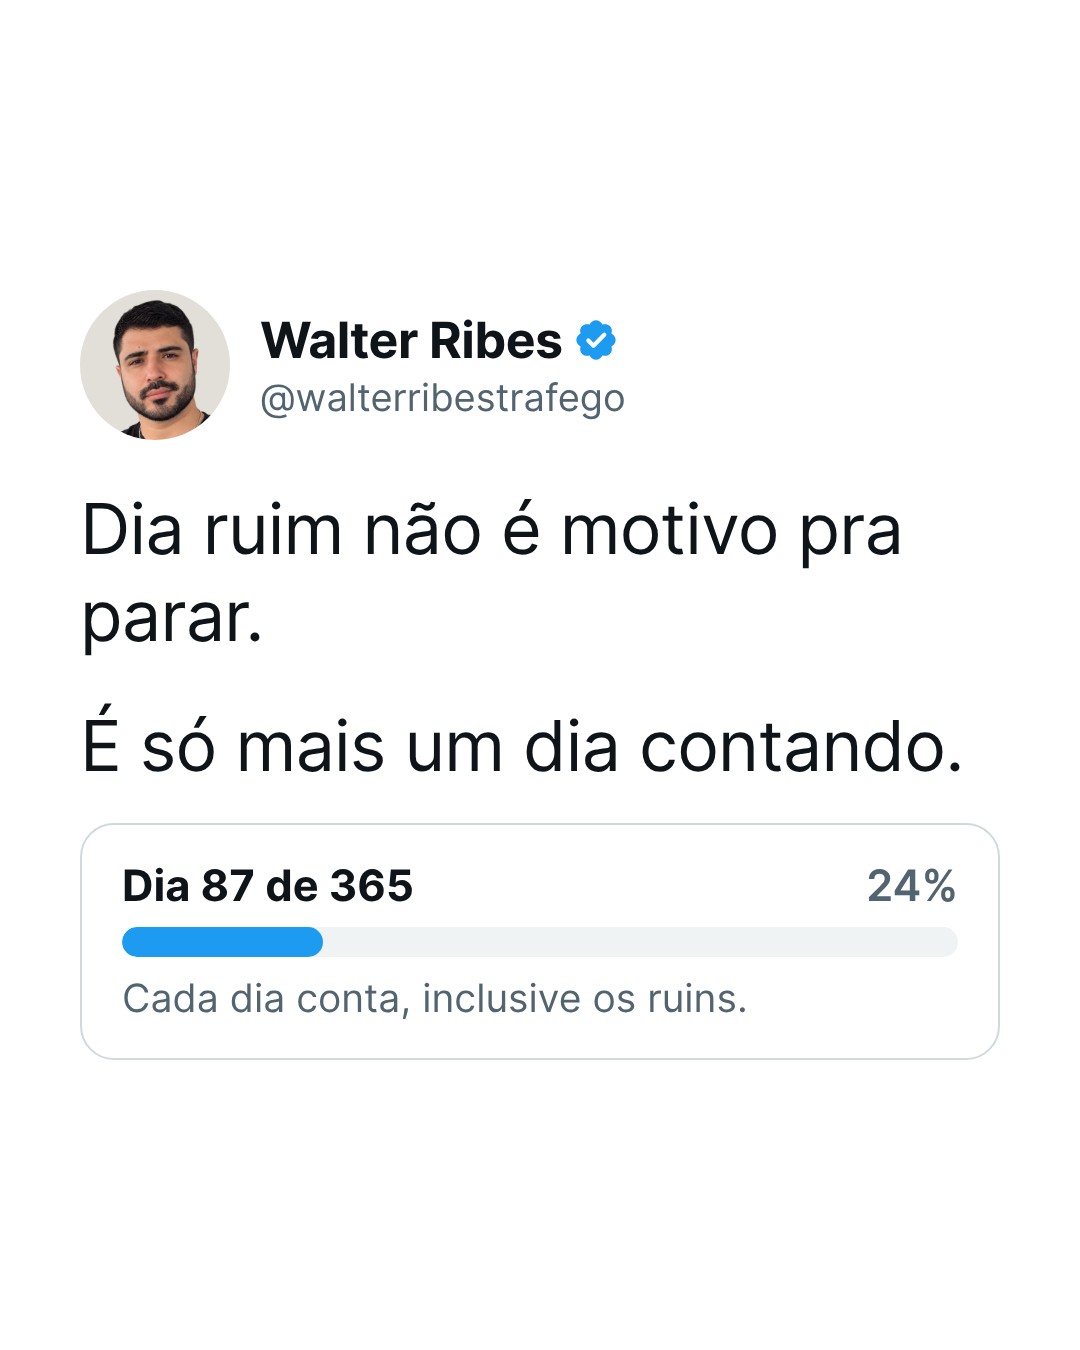 Walter Ribes
@walterribestrafego
Dia ruim não é motivo pra
parar.
É só mais um dia contando.
Dia 87 de 365
24%
Cada dia conta, inclusive os ruins.